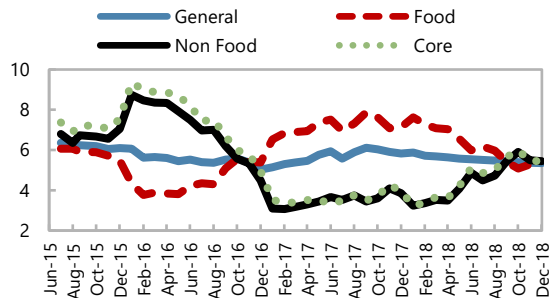 General Food
Non Food Core
10
8
6
4
2
Jun-15 Aug-15 Oct-15 Dec-15 Feb-16 Apr-16 Jun-16 Aug-16 Oct-16 Dec-16 Feb-17 Apr-17 Jun-17 Aug-17 Oct-17 Dec-17 Feb-18 Apr-18 Jun-18 Aug-18 Oct-18 Dec-18